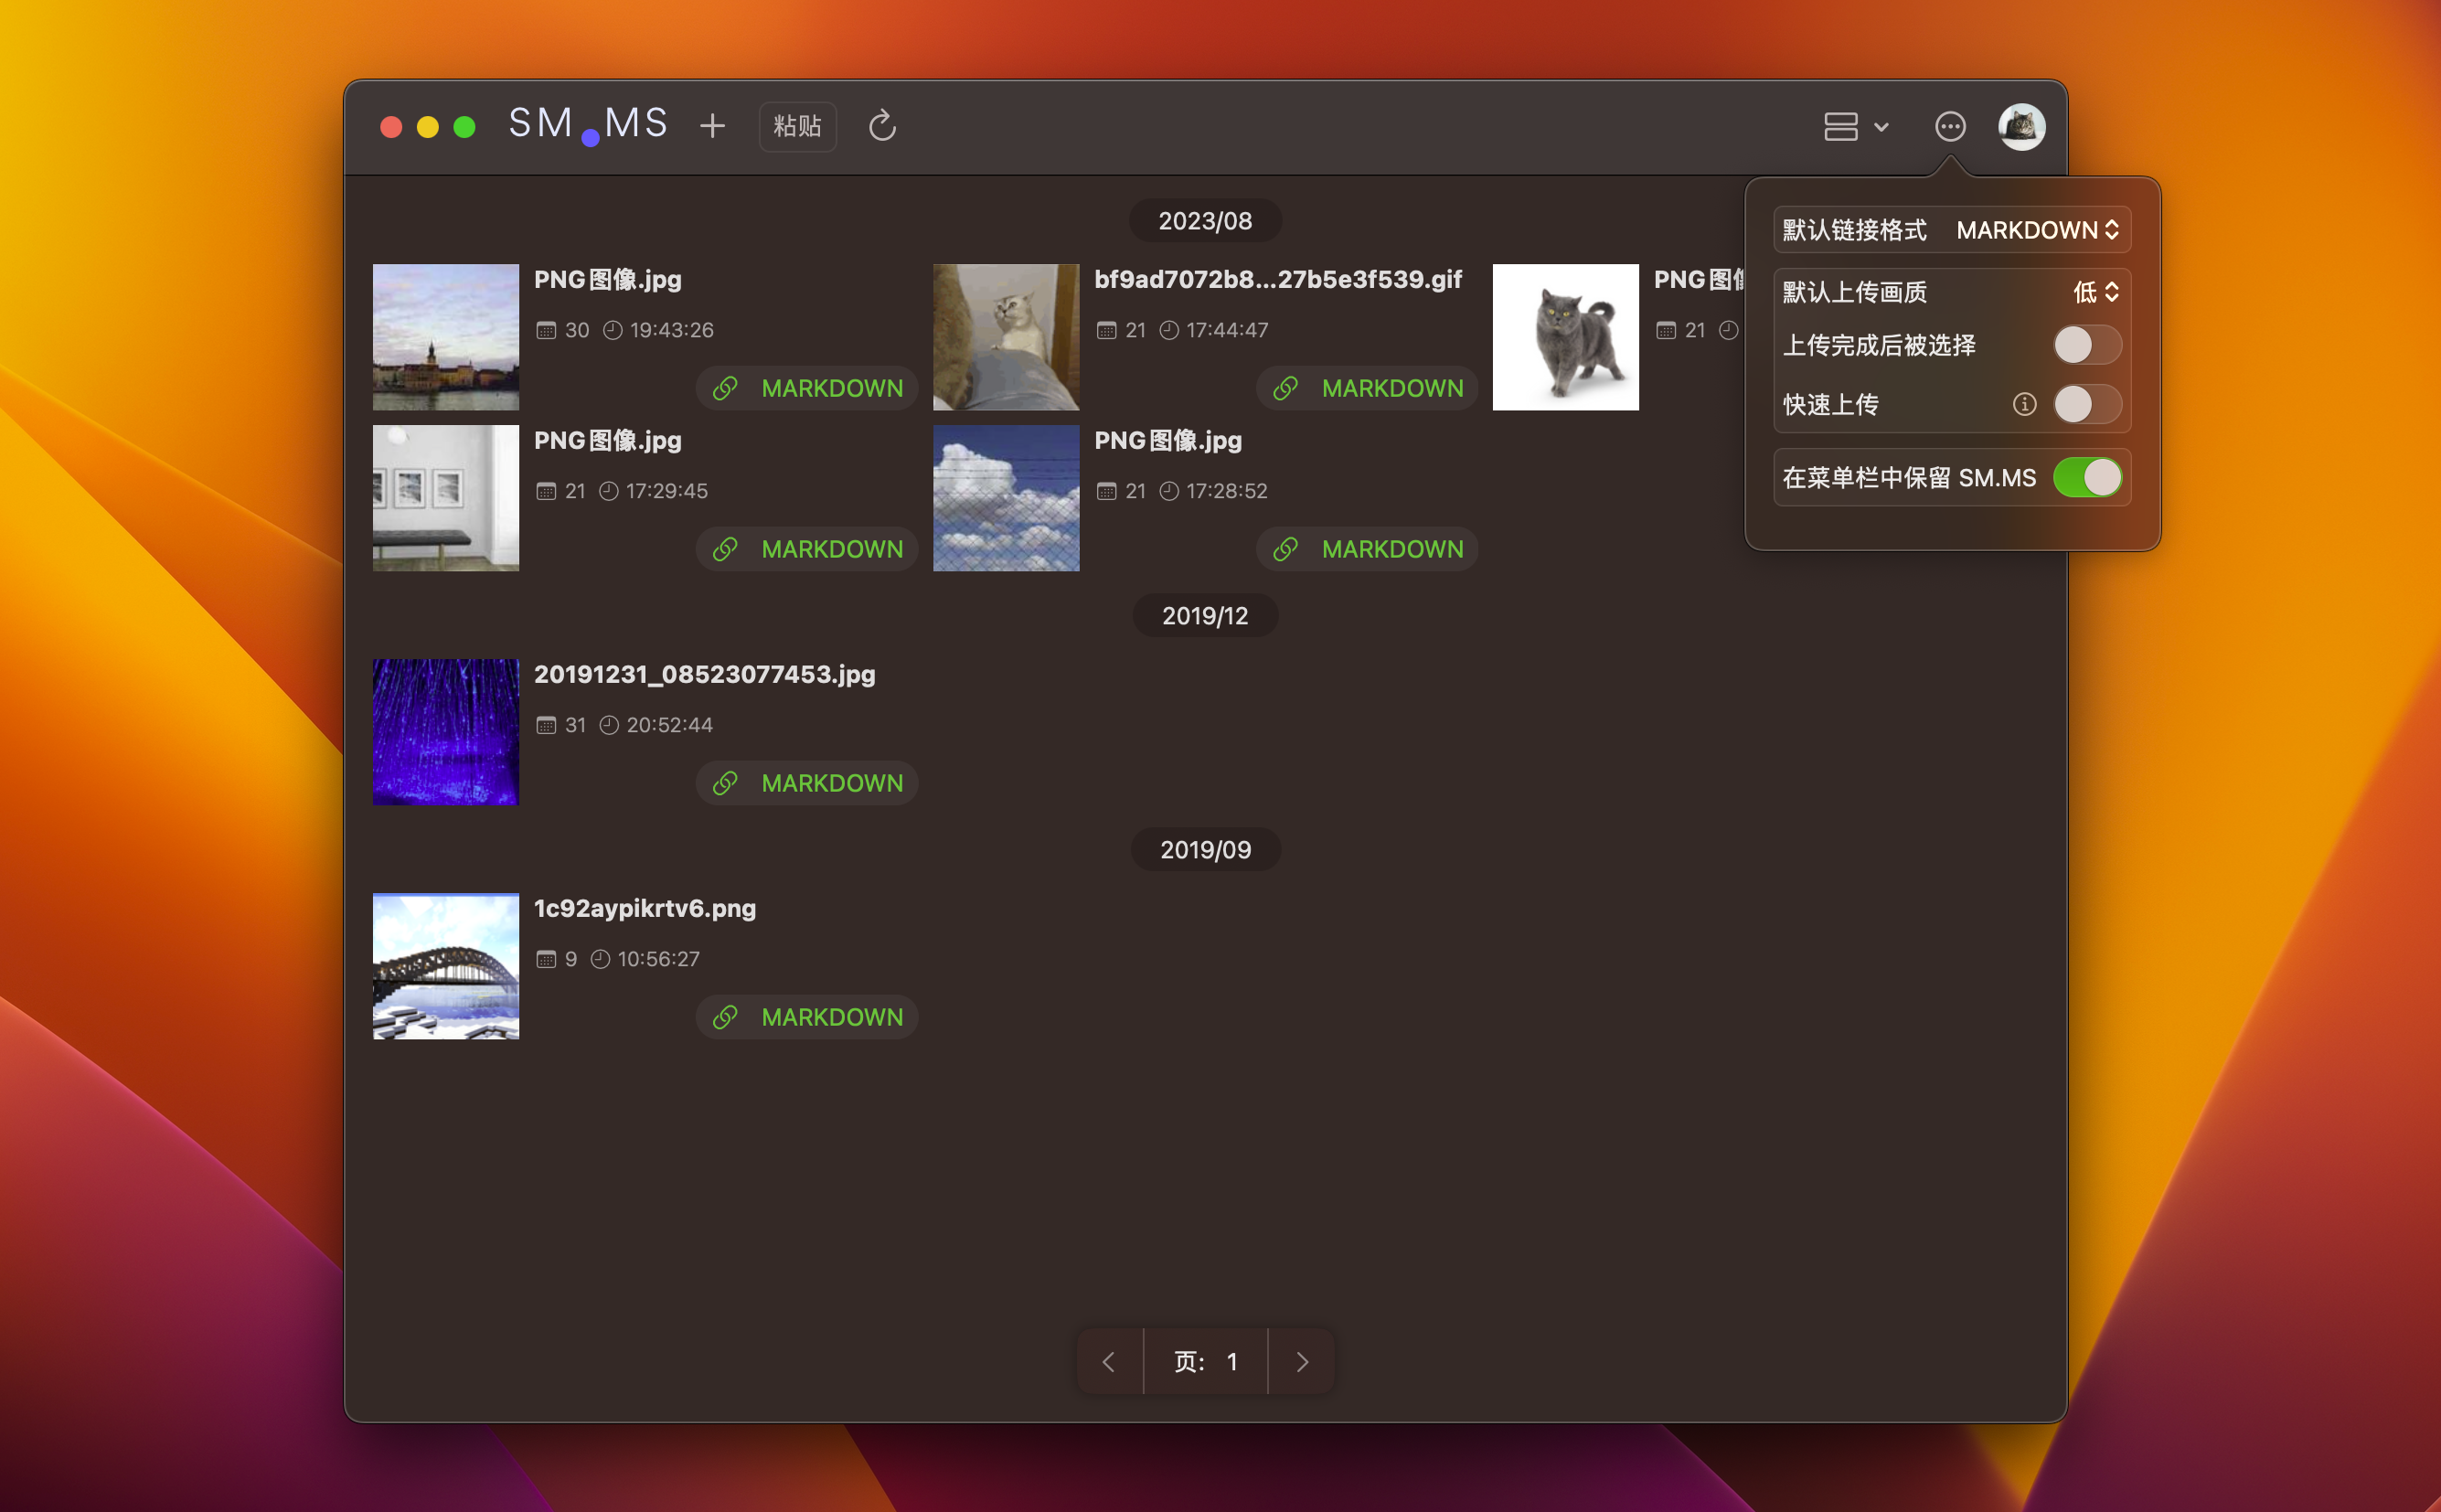 SM.MS
粘贴
2023/08
PNG图像.jpg
30 19:43:26
MARKDOWN
bf9ad7072b8...27b5e3f539.gif
21 17:44:47
MARKDOWN
PNG图
21
PNG图像.jpg
21 17:29:45
MARKDOWN
PNG图像.jpg
21 17:28:52
MARKDOWN
2019/12
20191231_08523077453.jpg
31 20:52:44
MARKDOWN
2019/09
1c92aypikrtv6.png
9 10:56:27
MARKDOWN
页: 1
默认链接格式 MARKDOWN
默认上传画质 低
上传完成后被选择
快速上传
在菜单栏中保留 SM.MS